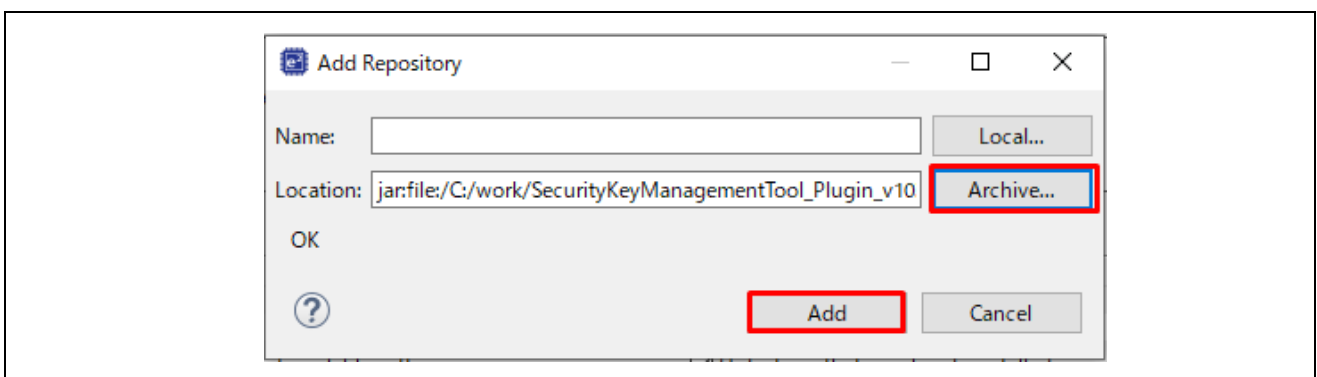 Add Repository
Name:
Local...
Location: jar:file:/C:/work/SecurityKeyManagementTool_Plugin_v10
Archive...
OK
?
Add
Cancel